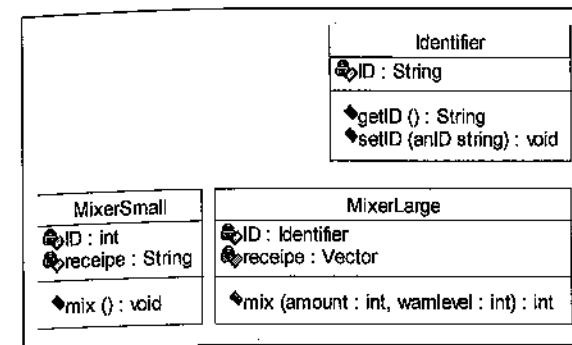 Identifier
ID : String
getID () : String
setID (anID string) : void
MixerSmall
ID : int
receipe : String
mix () : void
MixerLarge
ID : Identifier
receipe : Vector
mix (amount : int, warnlevel : int) : int